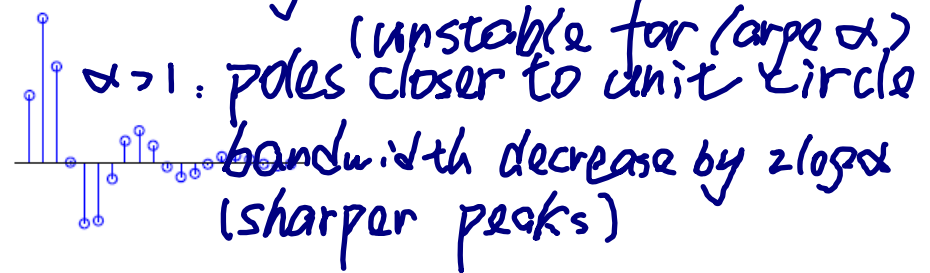 (unstable for large α)
α>1: poles closer to unit circle
bandwidth decrease by 2logα
(sharper peaks)